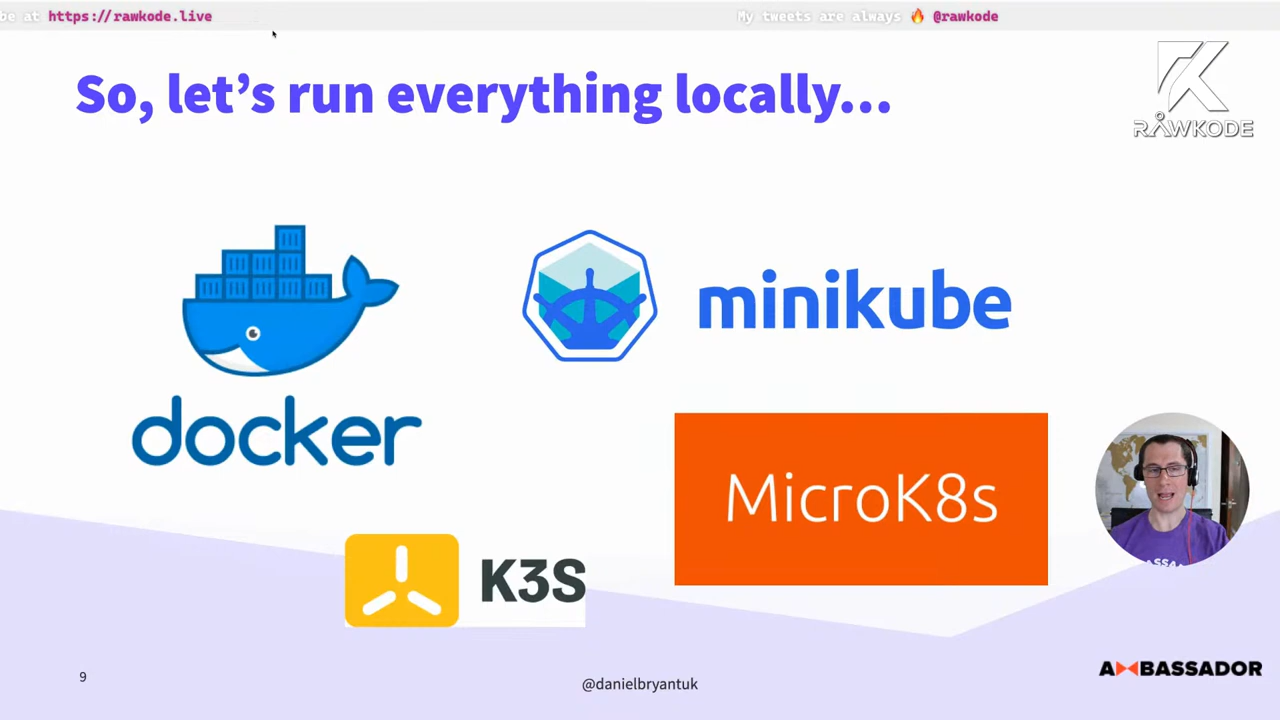 be at https://rawkode.live
My tweets are always 🔥 @rawkode
So, let's run everything locally...
RAWKODE
docker
minikube
MicroK8s
K3S
9
@danielbryantuk
AMBASSADOR